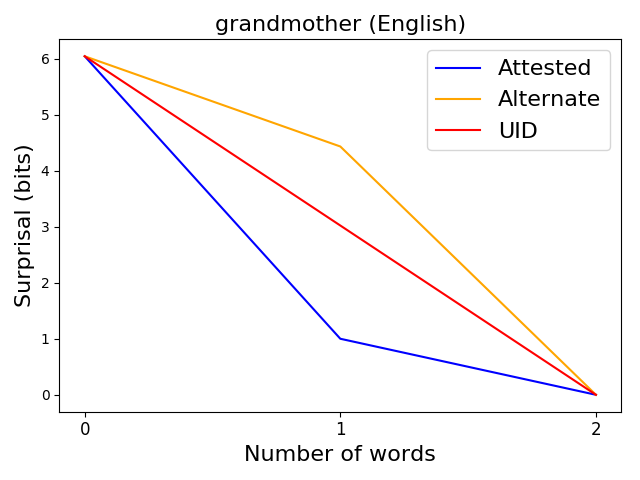 grandmother (English)
Attested
Alternate
UID
Surprisal (bits)
6
5
4
3
2
1
0
0 1 2
Number of words